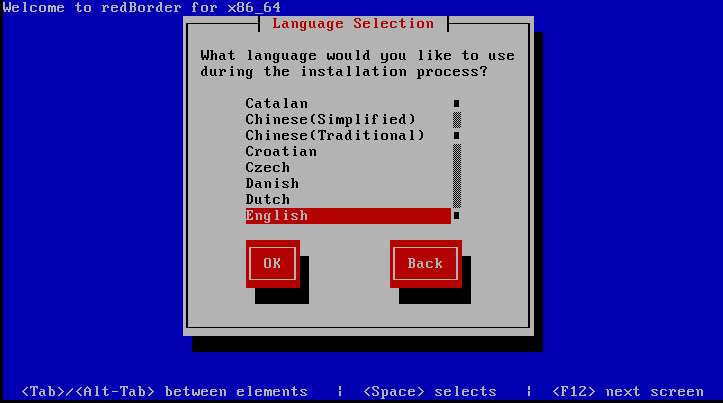 Welcome to redBorder for x86_64
Language Selection
What language would you like to use
during the installation process?
Catalan
Chinese(Simplified)
Chinese(Traditional)
Croatian
Czech
Danish
Dutch
English
OK Back
<Tab>/<Alt-Tab> between elements | <Space> selects | <F12> next screen